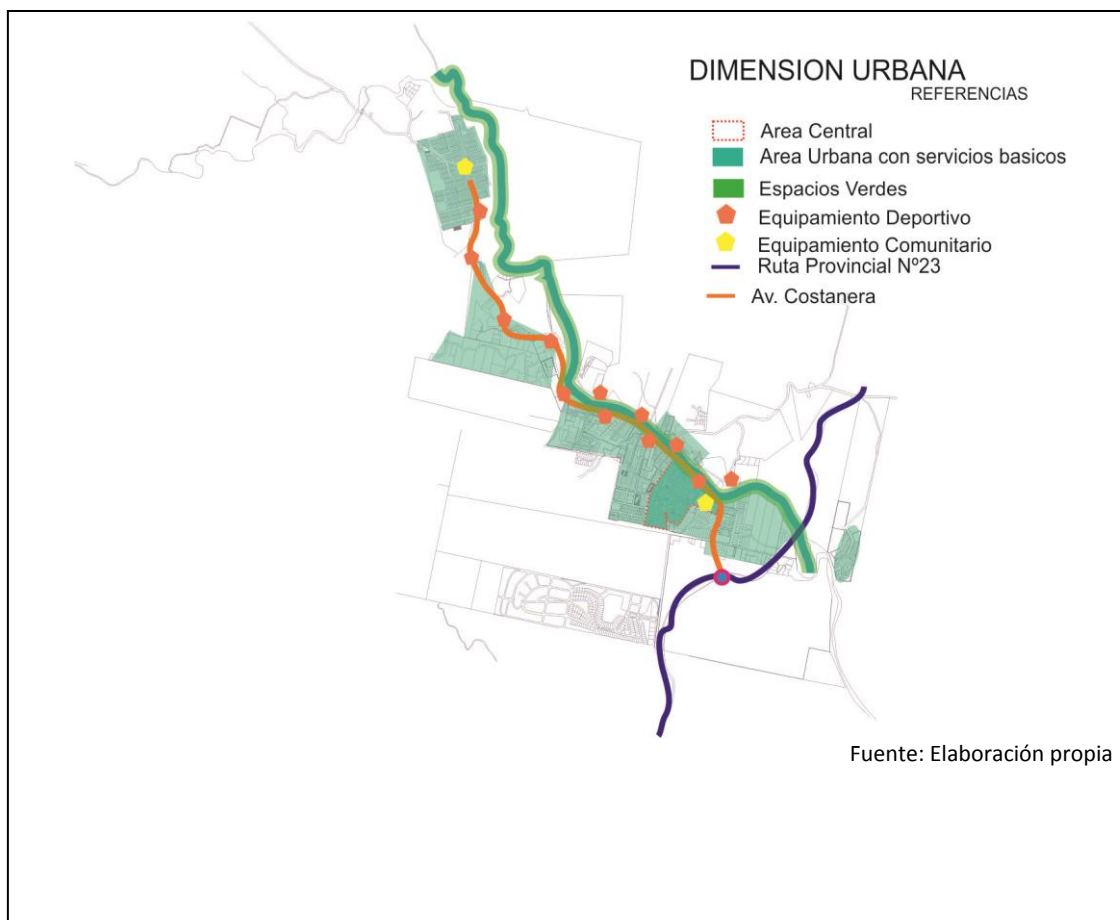 DIMENSION URBANA
REFERENCIAS
Area Central
Area Urbana con servicios basicos
Espacios Verdes
Equipamiento Deportivo
Equipamiento Comunitario
Ruta Provincial Nº23
Av. Costanera
Fuente: Elaboración propia